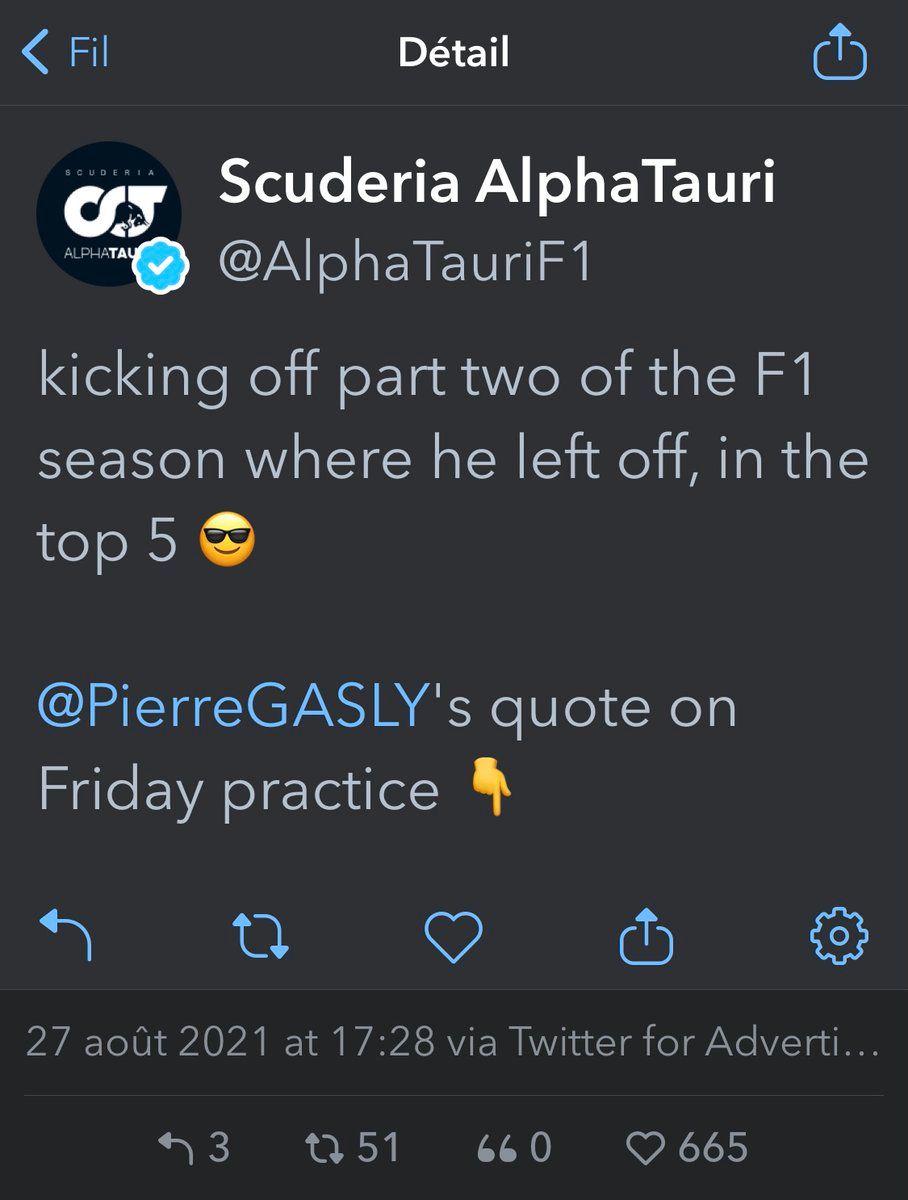 Fil
Détail
SCUDERIA
ALPHATAU
Scuderia AlphaTauri
@AlphaTauriF1
kicking off part two of the F1
season where he left off, in the
top 5 😎
@PierreGASLY's quote on
Friday practice 👇
27 août 2021 at 17:28 via Twitter for Adverti…
3 51 0 665